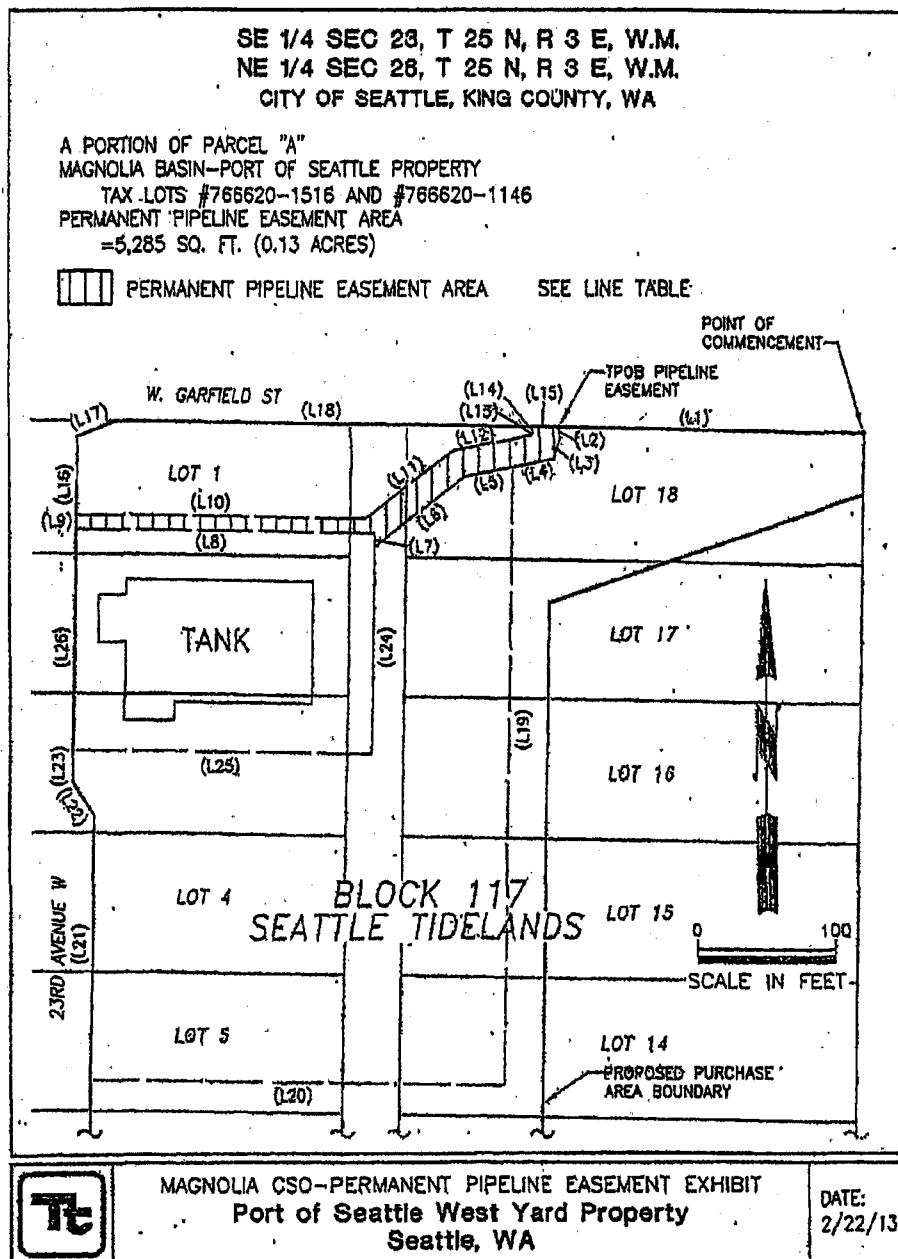 SE 1/4 SEC 23, T 25 N, R 3 E, W.M.
NE 1/4 SEC 26, T 25 N, R 3 E, W.M.
CITY OF SEATTLE, KING COUNTY, WA
A PORTION OF PARCEL "A"
MAGNOLIA BASIN-PORT OF SEATTLE PROPERTY
TAX LOTS #766620-1516 AND #766620-1146
PERMANENT PIPELINE EASEMENT AREA
=5,285 SQ. FT. (0.13 ACRES)
PERMANENT PIPELINE EASEMENT AREA SEE LINE TABLE
POINT OF
COMMENCEMENT
TPOB PIPELINE
EASEMENT
W. GARFIELD ST
(L17)
(L18)
(L14)
(L13)
(L15)
(L1)
(L2)
(L3)
(L12)
(L16)
LOT 1
(L11)
(L5)
(L4)
LOT 18
(L10)
(L9)
(L6)
(L8)
(L7)
TANK
(L26)
(L24)
LOT 17
(L19)
(L23)
(L25)
LOT 16
(L22)
23RD AVENUE W
(L21)
LOT 4
BLOCK 117
SEATTLE TIDELANDS
LOT 15
0 100
SCALE IN FEET
LOT 5
LOT 14
(L20)
PROPOSED PURCHASE
AREA BOUNDARY
Tt
MAGNOLIA CSO-PERMANENT PIPELINE EASEMENT EXHIBIT
Port of Seattle West Yard Property
Seattle, WA
DATE:
2/22/13